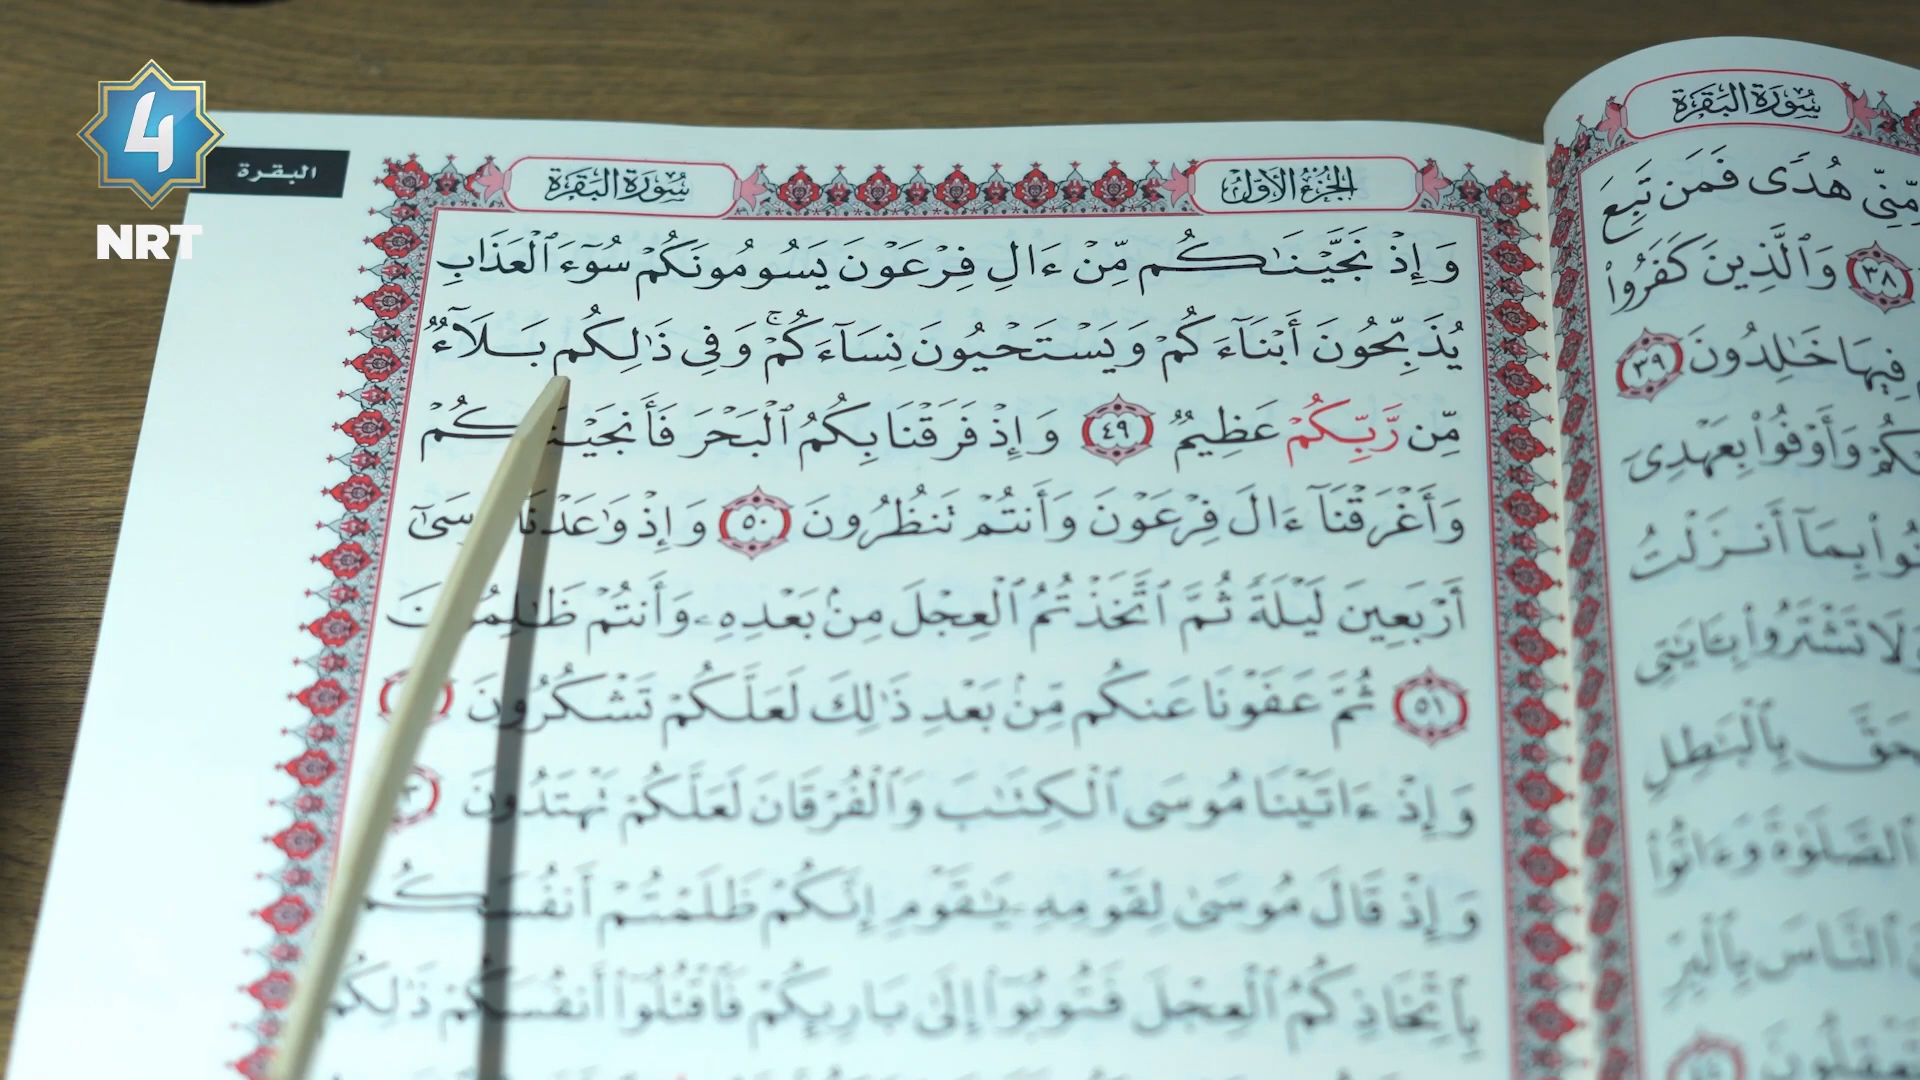 4
NRT
البقرة
الجزء الأول
سورة البقرة
وَإِذْ نَجَّيْنَٰكُم مِّنْ ءَالِ فِرْعَوْنَ يَسُومُونَكُمْ سُوٓءَ ٱلْعَذَابِ
يُذَبِّحُونَ أَبْنَآءَكُمْ وَيَسْتَحْيُونَ نِسَآءَكُمْ ۚ وَفِى ذَٰلِكُم بَلَآءٌ
مِّن رَّبِّكُمْ عَظِيمٌ ٤٩ وَإِذْ فَرَقْنَا بِكُمُ ٱلْبَحْرَ فَأَنجَيْنَٰكُمْ
وَأَغْرَقْنَآ ءَالَ فِرْعَوْنَ وَأَنتُمْ تَنظُرُونَ ٥٠ وَإِذْ وَٰعَدْنَا
أَرْبَعِينَ لَيْلَةً ثُمَّ ٱتَّخَذْتُمُ ٱلْعِجْلَ مِنۢ بَعْدِهِۦ وَأَنتُمْ ظَٰلِمُونَ
٥١ ثُمَّ عَفَوْنَا عَنكُم مِّنۢ بَعْدِ ذَٰلِكَ لَعَلَّكُمْ تَشْكُرُونَ
وَإِذْ ءَاتَيْنَا مُوسَى ٱلْكِتَٰبَ وَٱلْفُرْقَانَ لَعَلَّكُمْ تَهْتَدُونَ
وَإِذْ قَالَ مُوسَىٰ لِقَوْمِهِۦ يَٰقَوْمِ إِنَّكُمْ ظَلَمْتُمْ أَنفُسَكُم
بِٱتِّخَاذِكُمُ ٱلْعِجْلَ فَتُوبُوٓا۟ إِلَىٰ بَارِئِكُمْ فَٱقْتُلُوٓا۟ أَنفُسَكُمْ ذَٰلِكُمْ
سورة البقرة
مِّنِّى هُدًى فَمَن تَبِعَ
٣٨ وَٱلَّذِينَ كَفَرُوا۟
فِيهَا خَٰلِدُونَ ٣٩
وَأَوْفُوا۟ بِعَهْدِىٓ
بِمَآ أَنزَلْتُ
وَلَا تَشْتَرُوا۟ بِـَٔايَٰتِى
ٱلْحَقَّ بِٱلْبَٰطِلِ
ٱلصَّلَوٰةَ وَءَاتُوا۟
ٱلنَّاسَ بِٱلْبِرِّ